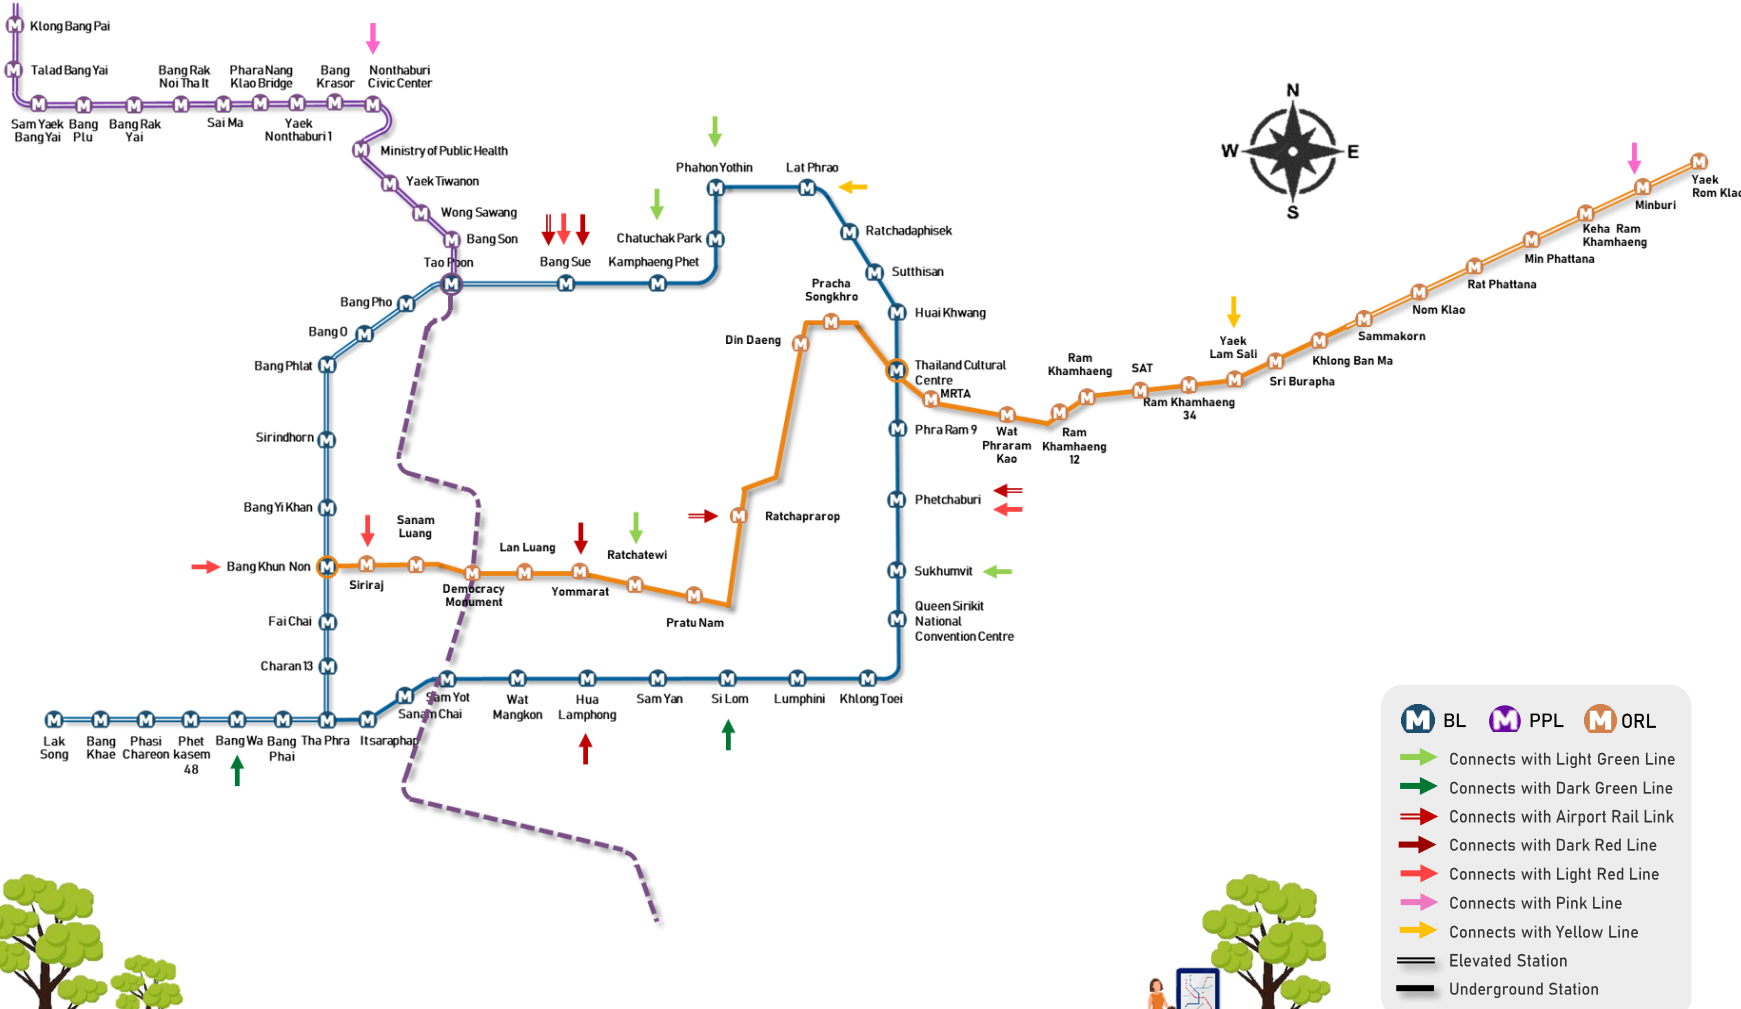 Klong Bang Pai
Talad Bang Yai
Sam Yaek
Bang Yai
Bang
Plu
Bang Rak
Yai
Bang Rak
Noi Tha It
Sai Ma
Phara Nang
Klao Bridge
Yaek
Nonthaburi 1
Bang
Krasor
Nonthaburi
Civic Center
Ministry of Public Health
Yaek Tiwanon
Wong Sawang
Bang Son
Tao Poon
Bang Sue
Kamphaeng Phet
Chatuchak Park
Phahon Yothin
Lat Phrao
Ratchadaphisek
Sutthisan
Huai Khwang
Thailand Cultural
Centre
Phra Ram 9
Phetchaburi
Sukhumvit
Queen Sirikit
National
Convention Centre
Khlong Toei
Lumphini
Si Lom
Sam Yan
Hua
Lamphong
Wat
Mangkon
Sam Yot
Sanam Chai
Itsaraphap
Tha Phra
Bang
Phai
Bang Wa
Phet
kasem
48
Phasi
Chareon
Bang
Khae
Lak
Song
Charan 13
Fai Chai
Bang Khun Non
Bang Yi Khan
Sirindhorn
Bang Phlat
Bang O
Bang Pho
Siriraj
Sanam
Luang
Democracy
Monument
Lan Luang
Yommarat
Ratchatewi
Pratu Nam
Ratchaprarop
Din Daeng
Pracha
Songkhro
MRTA
Wat
Phraram
Kao
Ram
Khamhaeng
12
Ram
Khamhaeng
SAT
Ram Khamhaeng
34
Yaek
Lam Sali
Sri Burapha
Khlong Ban Ma
Sammakorn
Nom Klao
Rat Phattana
Min Phattana
Keha Ram
Khamhaeng
Minburi
Yaek
Rom Klao
N
W
E
S
M BL M PPL M ORL
Connects with Light Green Line
Connects with Dark Green Line
Connects with Airport Rail Link
Connects with Dark Red Line
Connects with Light Red Line
Connects with Pink Line
Connects with Yellow Line
Elevated Station
Underground Station